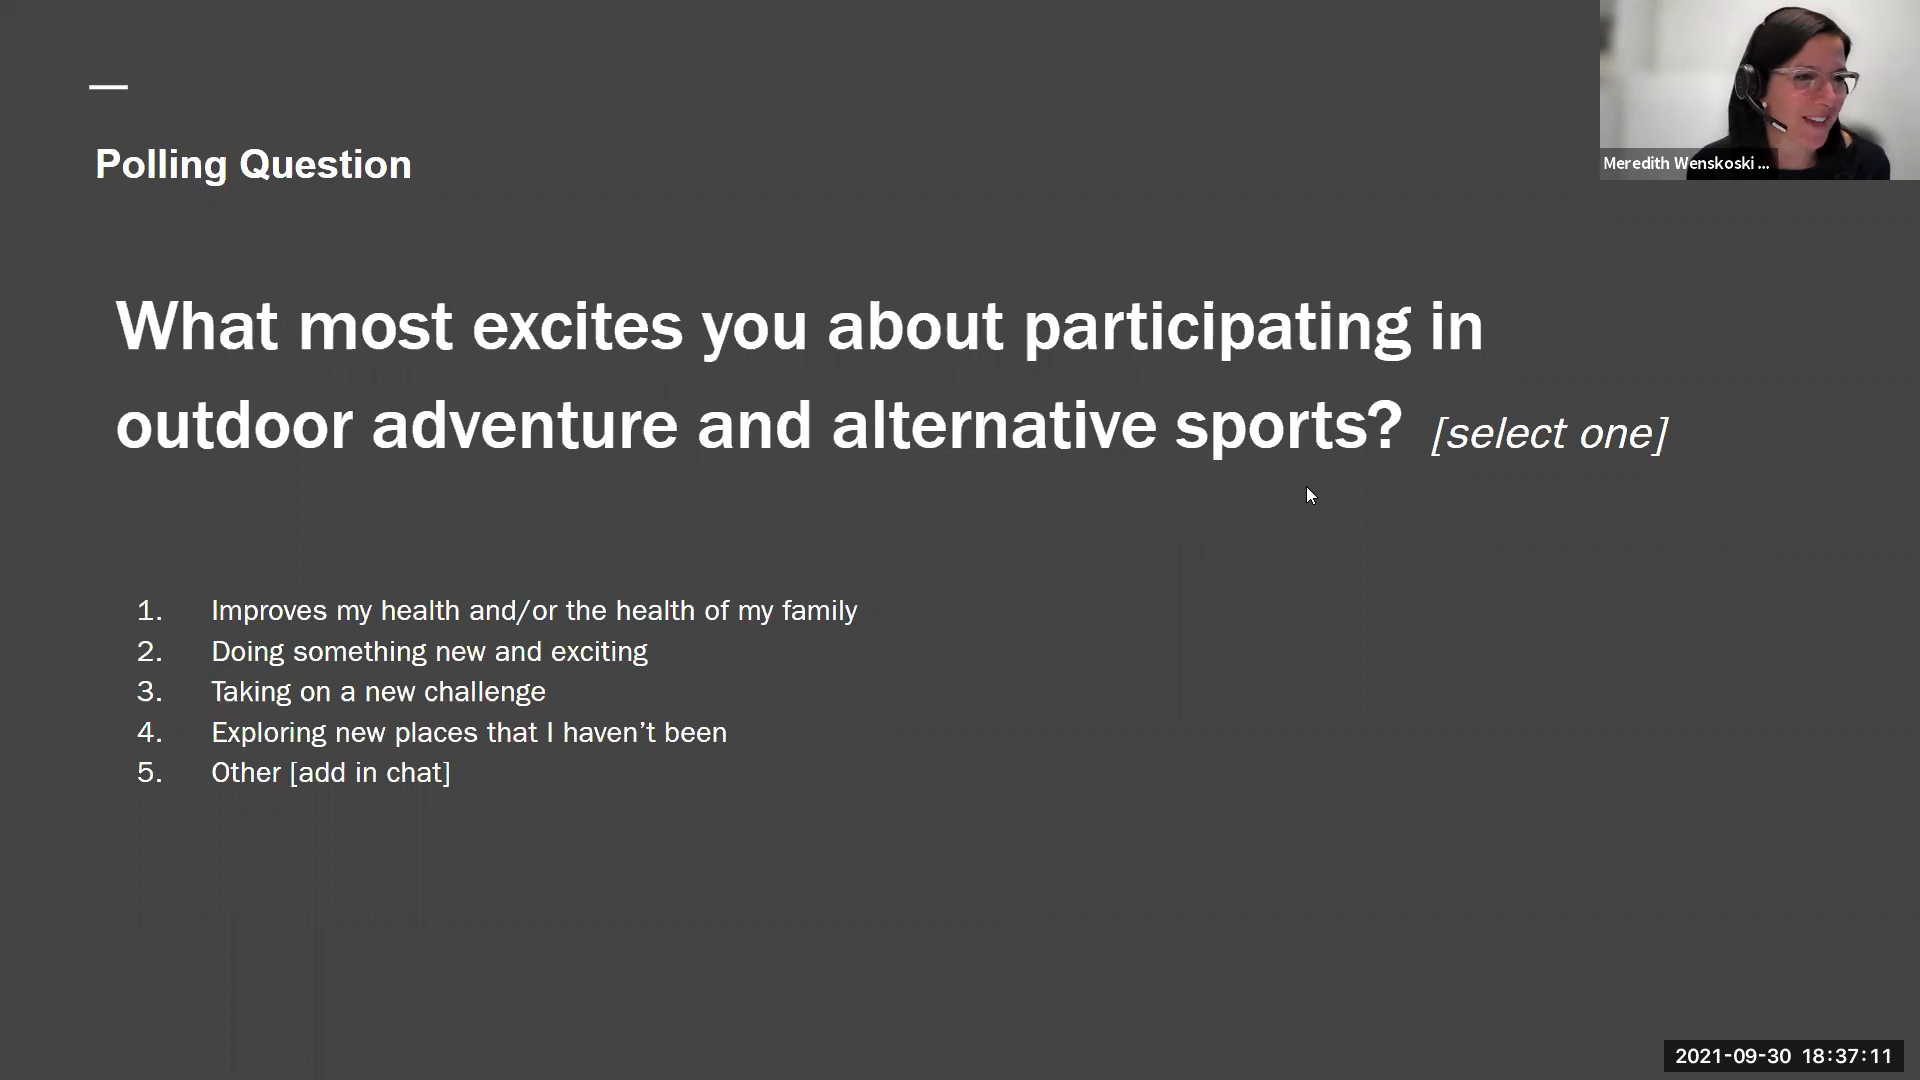 Polling Question
What most excites you about participating in
outdoor adventure and alternative sports? [select one]
1. Improves my health and/or the health of my family
2. Doing something new and exciting
3. Taking on a new challenge
4. Exploring new places that I haven’t been
5. Other [add in chat]
Meredith Wenskoski ...
2021-09-30 18:37:11